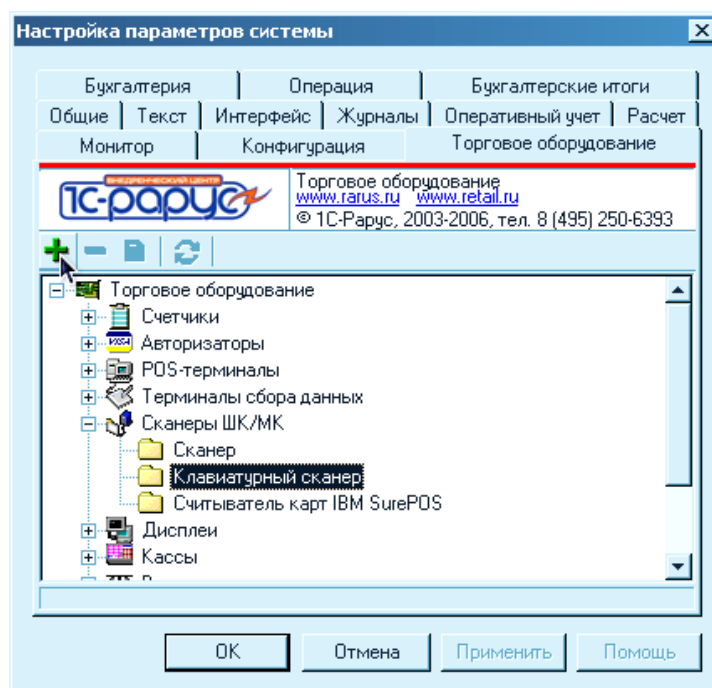 Настройка параметров системы
Бухгалтерия Операция Бухгалтерские итоги
Общие Текст Интерфейс Журналы Оперативный учет Расчет
Монитор Конфигурация Торговое оборудование
ВНЕДРЕНЧЕСКИЙ ЦЕНТР
1С-рарус
Торговое оборудование
www.rarus.ru www.retail.ru
© 1С-Рарус, 2003-2006, тел. 8 (495) 250-6393
Торговое оборудование
Счетчики
Авторизаторы
POS-терминалы
Терминалы сбора данных
Сканеры ШК/МК
Сканер
Клавиатурный сканер
Считыватель карт IBM SurePOS
Дисплеи
Кассы
OK Отмена Применить Помощь